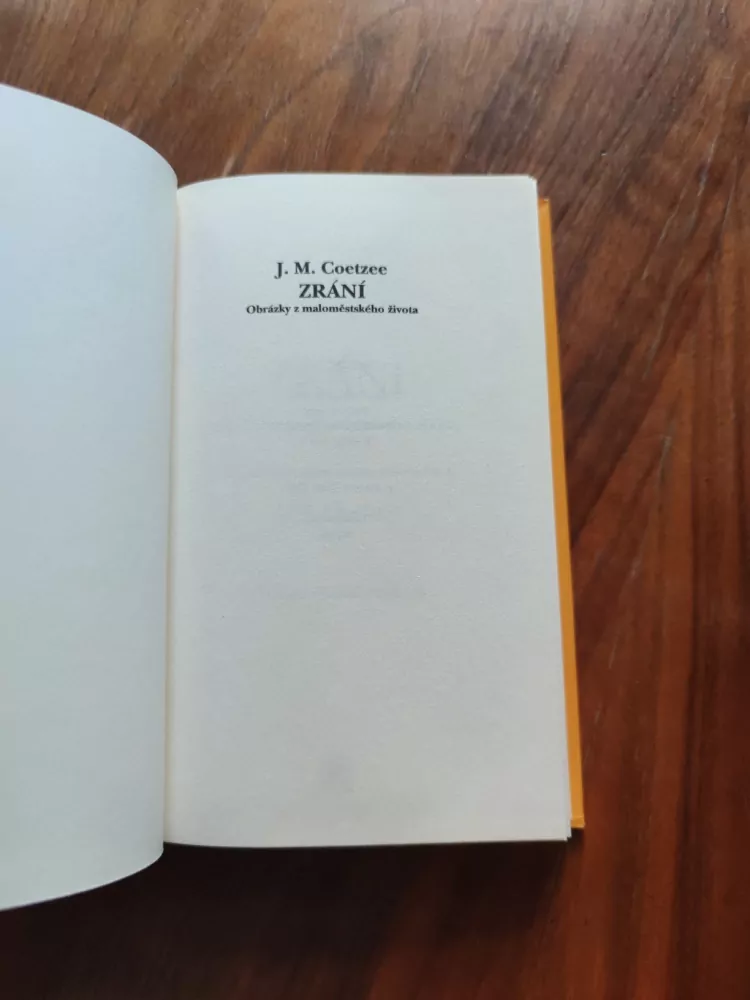 J. M. Coetzee
ZRÁNÍ
Obrázky z maloměstského života